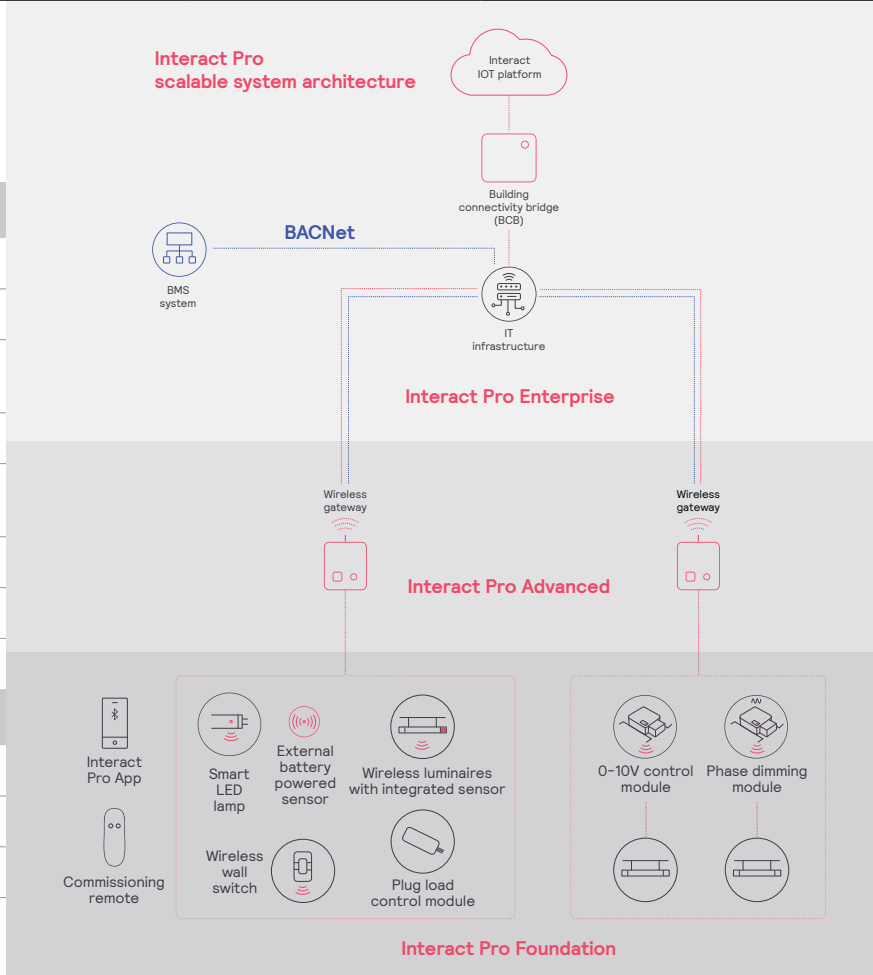 Interact Pro
scalable system architecture
Interact
IOT platform
Building
connectivity bridge
(BCB)
BACNet
BMS
system
IT
infrastructure
Interact Pro Enterprise
Wireless
gateway
Wireless
gateway
Interact Pro Advanced
Interact
Pro App
Commissioning
remote
Smart
LED
lamp
External
battery
powered
sensor
Wireless luminaires
with integrated sensor
Wireless
wall
switch
Plug load
control module
0-10V control
module
Phase dimming
module
Interact Pro Foundation